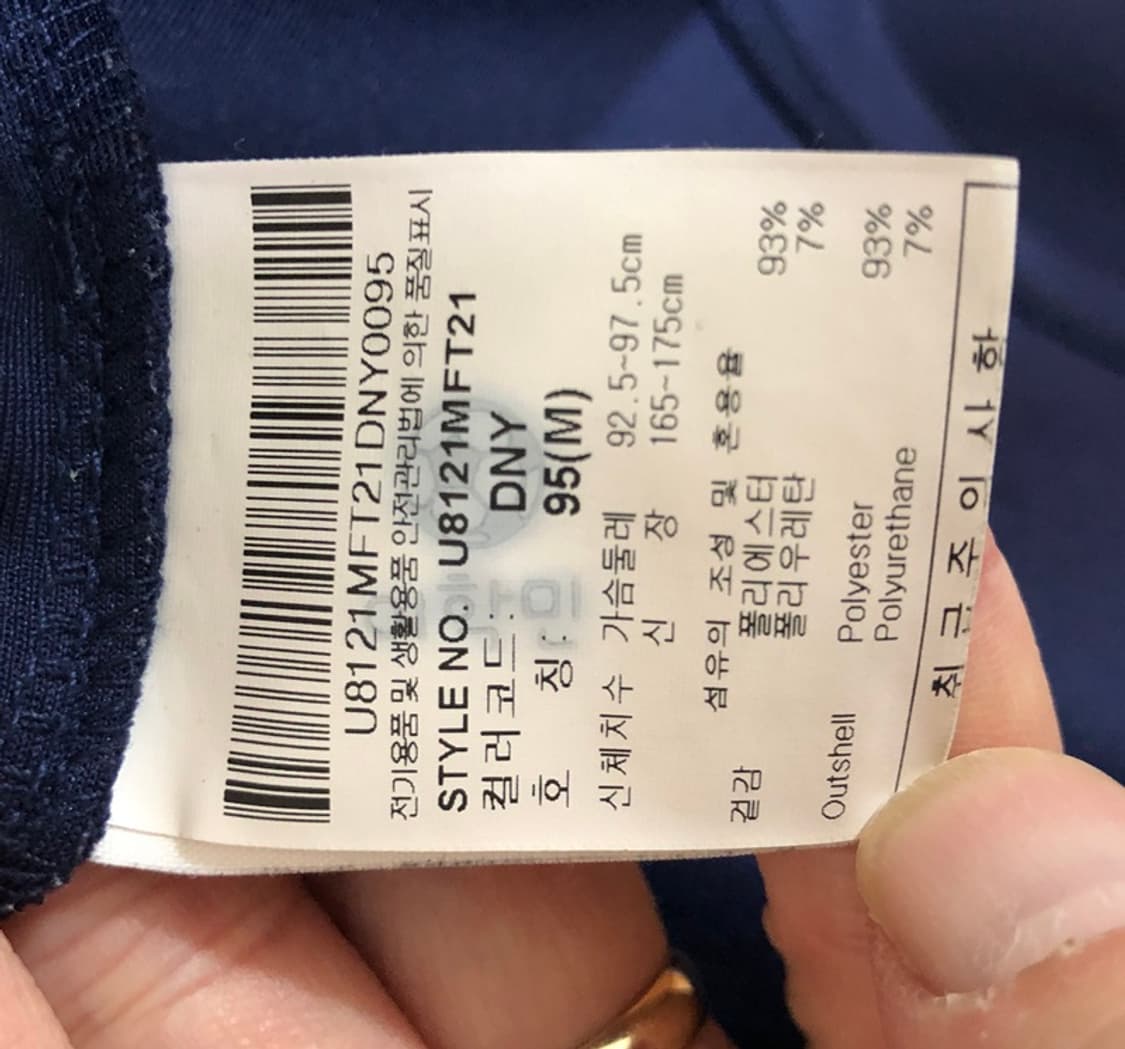 U8121MFT21DNY0095
전기용품 및 생활용품 안전관리법에 의한 품질표시
STYLE NO. U8121MFT21
컬러코드: DNY
호 칭: 95(M)
신체치수 가슴둘레 92.5~97.5cm
신 장 165~175cm
섬유의 조성 및 혼용율
겉감 폴리에스터 93%
폴리우레탄 7%
Outshell Polyester 93%
Polyurethane 7%
취급주의사항